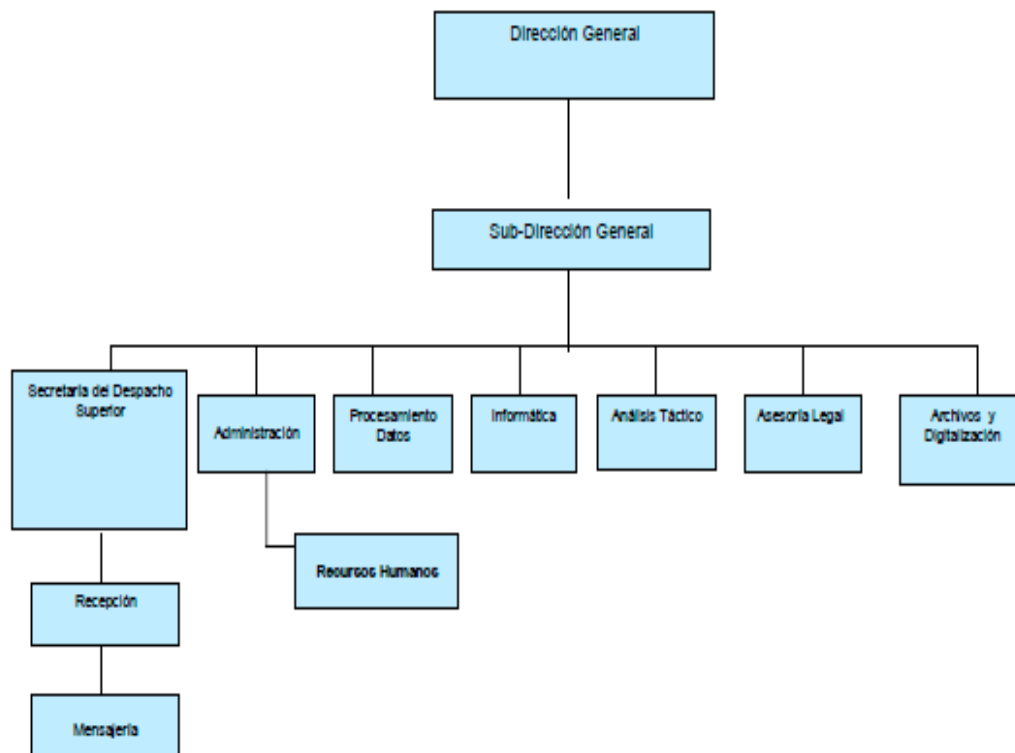 Dirección General
Sub-Dirección General
Secretaria del Despacho
Superior
Administración
Procesamiento
Datos
Informática
Análisis Táctico
Asesoría Legal
Archivos y
Digitalización
Recursos Humanos
Recepción
Mensajería